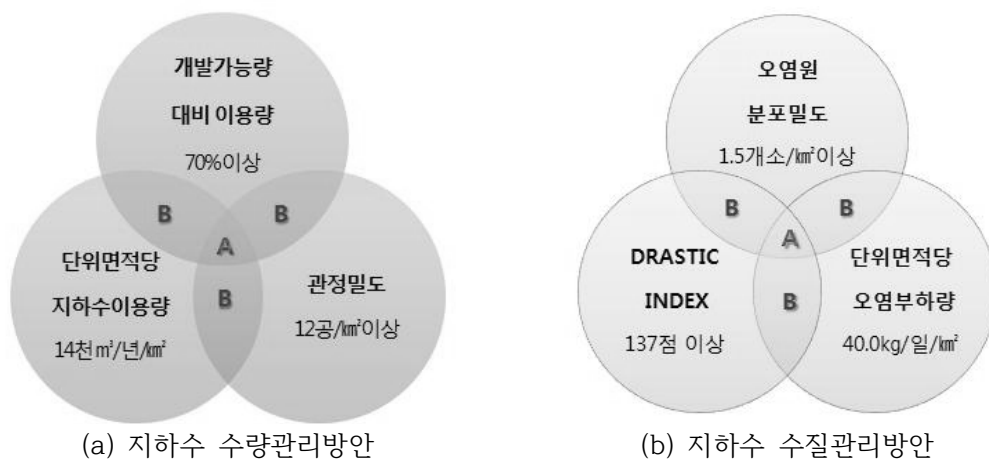 개발가능량
대비 이용량
70%이상
B
B
A
단위면적당
지하수이용량
14천㎥/년/㎢
B
관정밀도
12공/㎢이상
(a) 지하수 수량관리방안
오염원
분포밀도
1.5개소/㎢이상
B
B
A
DRASTIC
INDEX
137점 이상
B
단위면적당
오염부하량
40.0kg/일/㎢
(b) 지하수 수질관리방안